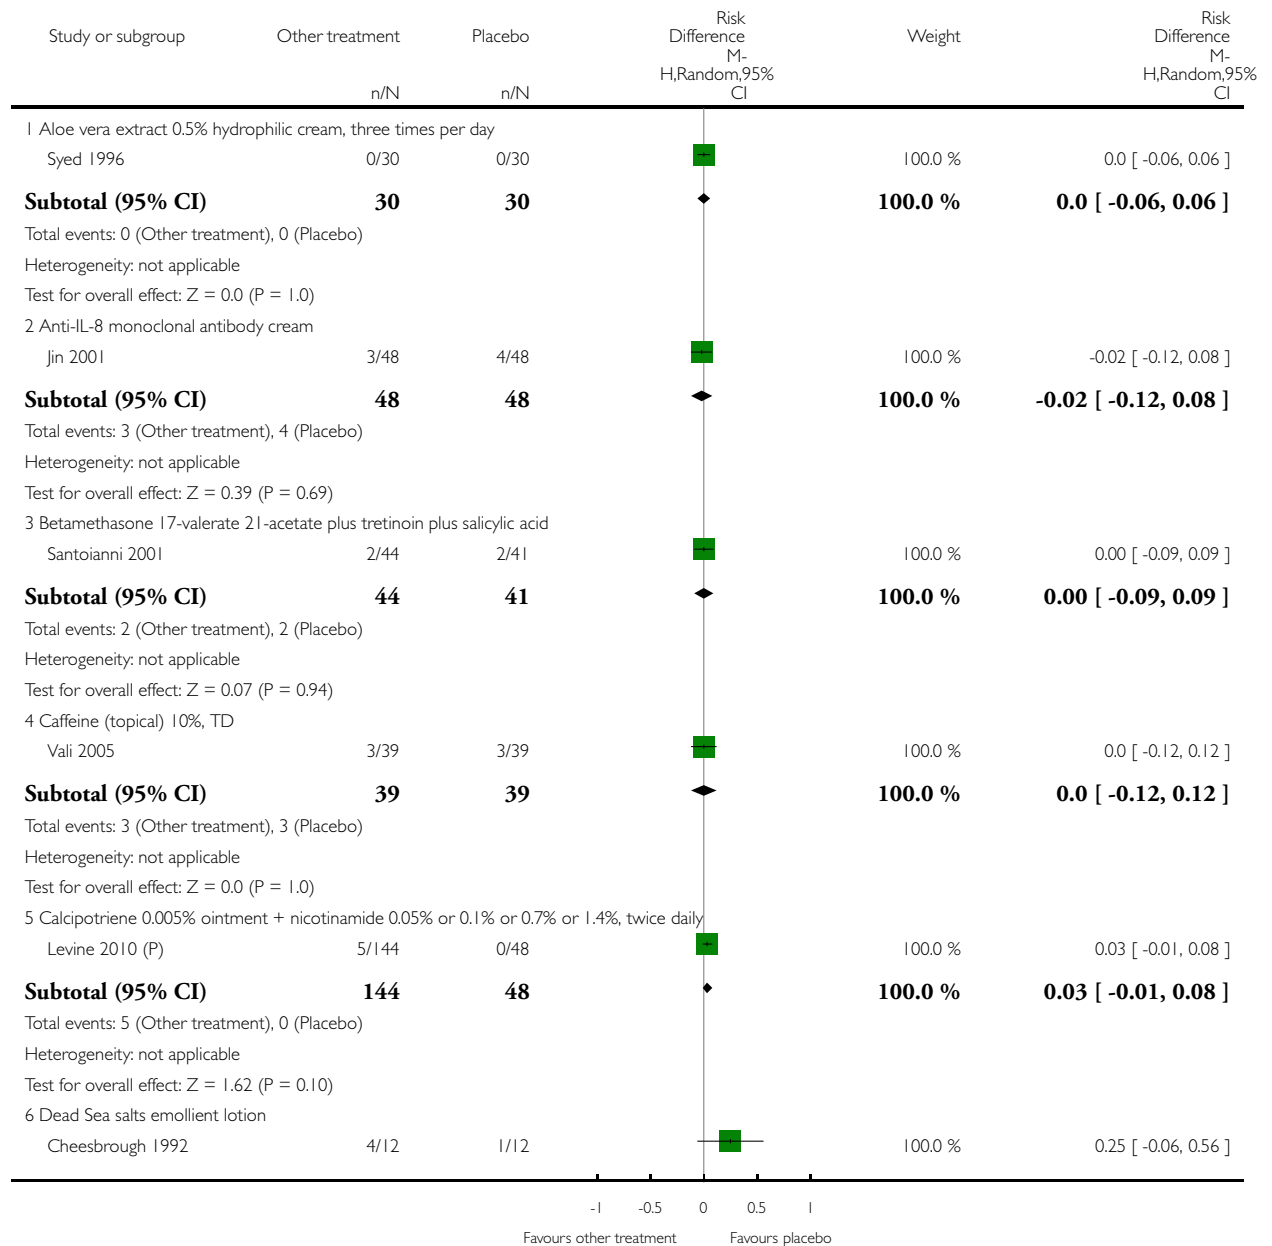 Risk
Risk
Study or subgroup Other treatment Placebo Difference Weight Difference
M-
M-
H,Random,95%
H,Random,95%
n/N n/N CI CI
1 Aloe vera extract 0.5% hydrophilic cream, three times per day
Syed 1996 0/30 0/30 100.0 % 0.0 [ -0.06, 0.06 ]
Subtotal (95% CI) 30 30 100.0 % 0.0 [ -0.06, 0.06 ]
Total events: 0 (Other treatment), 0 (Placebo)
Heterogeneity: not applicable
Test for overall effect: Z = 0.0 (P = 1.0)
2 Anti-IL-8 monoclonal antibody cream
Jin 2001 3/48 4/48 100.0 % -0.02 [ -0.12, 0.08 ]
Subtotal (95% CI) 48 48 100.0 % -0.02 [ -0.12, 0.08 ]
Total events: 3 (Other treatment), 4 (Placebo)
Heterogeneity: not applicable
Test for overall effect: Z = 0.39 (P = 0.69)
3 Betamethasone 17-valerate 21-acetate plus tretinoin plus salicylic acid
Santoianni 2001 2/44 2/41 100.0 % 0.00 [ -0.09, 0.09 ]
Subtotal (95% CI) 44 41 100.0 % 0.00 [ -0.09, 0.09 ]
Total events: 2 (Other treatment), 2 (Placebo)
Heterogeneity: not applicable
Test for overall effect: Z = 0.07 (P = 0.94)
4 Caffeine (topical) 10%, TD
Vali 2005 3/39 3/39 100.0 % 0.0 [ -0.12, 0.12 ]
Subtotal (95% CI) 39 39 100.0 % 0.0 [ -0.12, 0.12 ]
Total events: 3 (Other treatment), 3 (Placebo)
Heterogeneity: not applicable
Test for overall effect: Z = 0.0 (P = 1.0)
5 Calcipotriene 0.005% ointment + nicotinamide 0.05% or 0.1% or 0.7% or 1.4%, twice daily
Levine 2010 (P) 5/144 0/48 100.0 % 0.03 [ -0.01, 0.08 ]
Subtotal (95% CI) 144 48 100.0 % 0.03 [ -0.01, 0.08 ]
Total events: 5 (Other treatment), 0 (Placebo)
Heterogeneity: not applicable
Test for overall effect: Z = 1.62 (P = 0.10)
6 Dead Sea salts emollient lotion
Cheesbrough 1992 4/12 1/12 100.0 % 0.25 [ -0.06, 0.56 ]
-1 -0.5 0 0.5 1
Favours other treatment Favours placebo